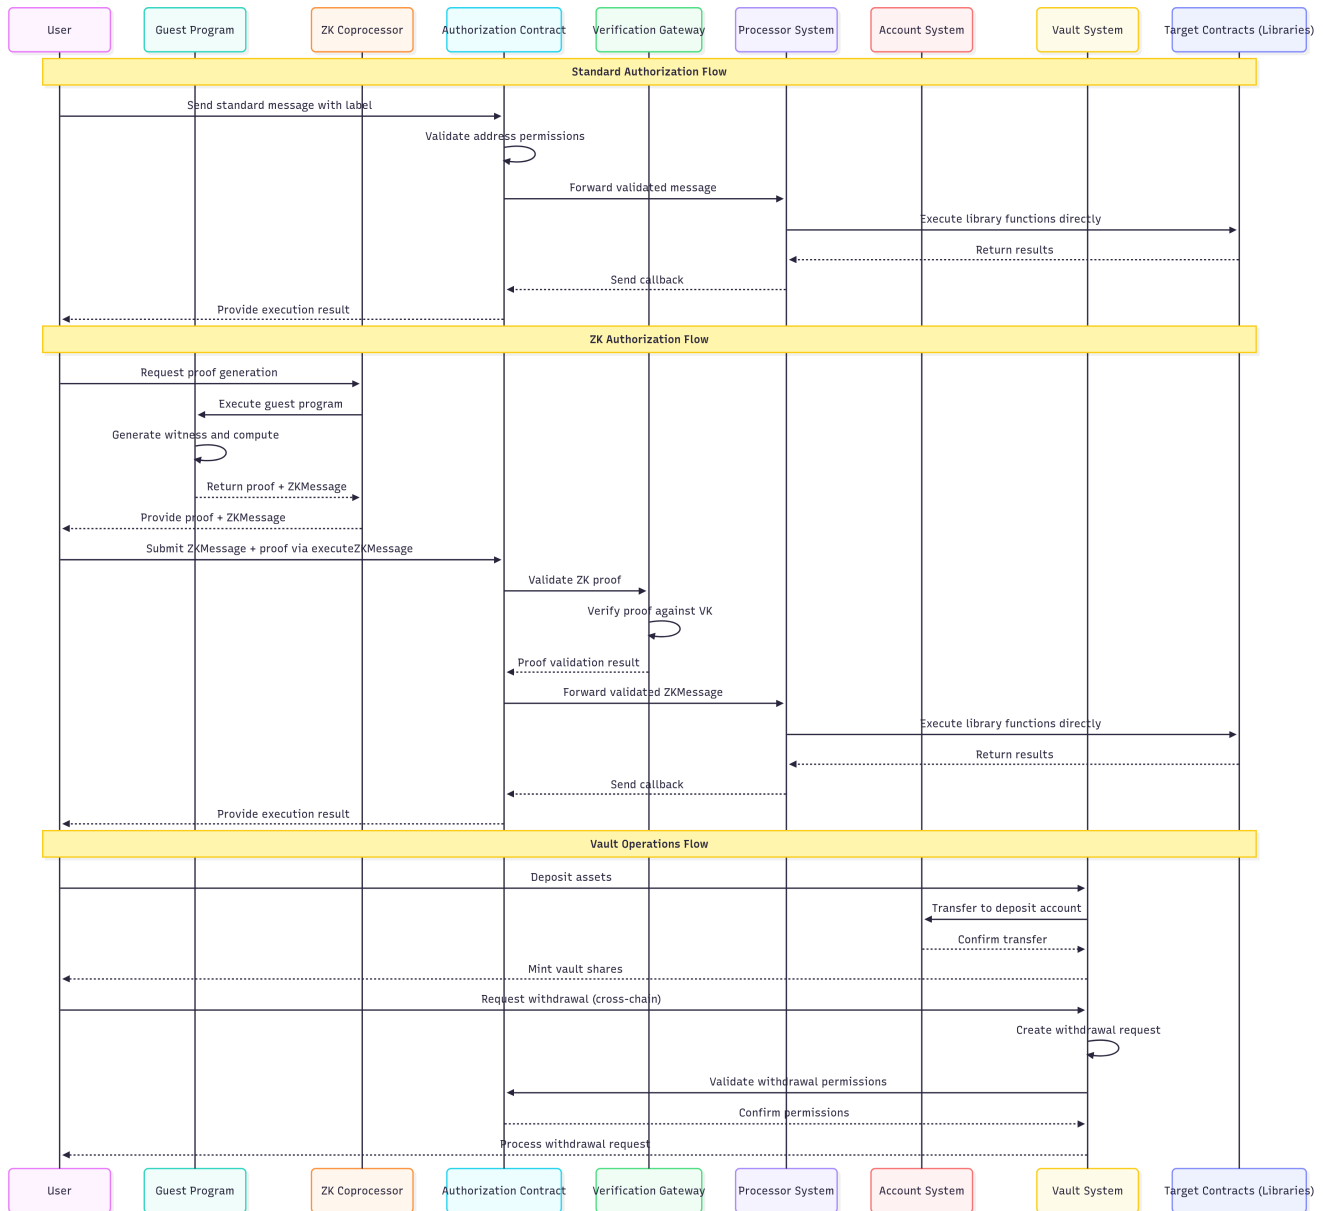 User
Guest Program
ZK Coprocessor
Authorization Contract
Verification Gateway
Processor System
Account System
Vault System
Target Contracts (Libraries)
Standard Authorization Flow
Send standard message with label
Validate address permissions
Forward validated message
Execute library functions directly
Return results
Send callback
Provide execution result
ZK Authorization Flow
Request proof generation
Execute guest program
Generate witness and compute
Return proof + ZKMessage
Provide proof + ZKMessage
Submit ZKMessage + proof via executeZKMessage
Validate ZK proof
Verify proof against VK
Proof validation result
Forward validated ZKMessage
Execute library functions directly
Return results
Send callback
Provide execution result
Vault Operations Flow
Deposit assets
Transfer to deposit account
Confirm transfer
Mint vault shares
Request withdrawal (cross-chain)
Create withdrawal request
Validate withdrawal permissions
Confirm permissions
Process withdrawal request
User
Guest Program
ZK Coprocessor
Authorization Contract
Verification Gateway
Processor System
Account System
Vault System
Target Contracts (Libraries)